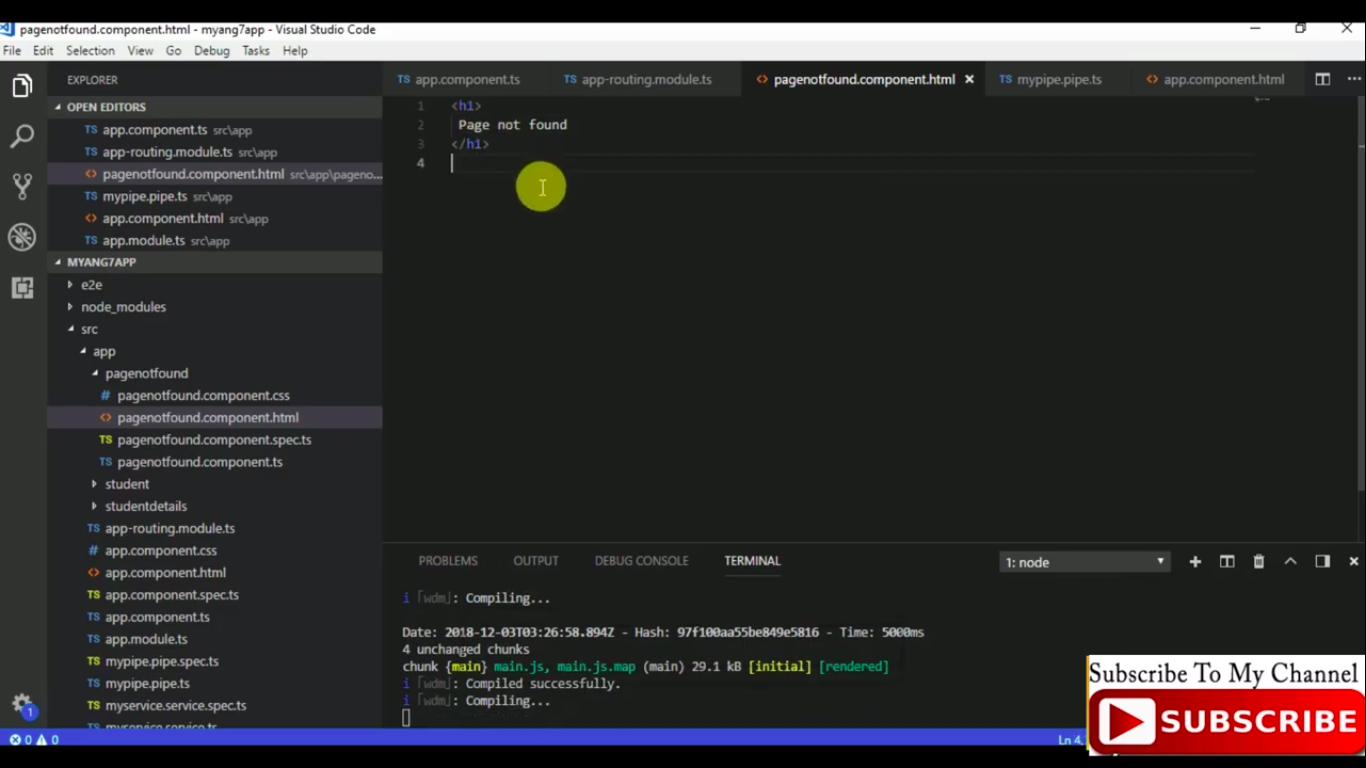 pagenotfound.component.html - myang7app - Visual Studio Code
File Edit Selection View Go Debug Tasks Help
EXPLORER
OPEN EDITORS
TS app.component.ts src\app
TS app-routing.module.ts src\app
<> pagenotfound.component.html src\app\pageno...
TS mypipe.pipe.ts src\app
<> app.component.html src\app
TS app.module.ts src\app
MYANG7APP
e2e
node_modules
src
app
pagenotfound
# pagenotfound.component.css
<> pagenotfound.component.html
TS pagenotfound.component.spec.ts
TS pagenotfound.component.ts
student
studentdetails
TS app-routing.module.ts
# app.component.css
<> app.component.html
TS app.component.spec.ts
TS app.component.ts
TS app.module.ts
TS mypipe.pipe.spec.ts
TS mypipe.pipe.ts
TS myservice.service.spec.ts
TS myservice.service.ts
TS app.component.ts TS app-routing.module.ts <> pagenotfound.component.html × TS mypipe.pipe.ts <> app.component.html
1 <h1>
2 Page not found
3 </h1>
4
PROBLEMS OUTPUT DEBUG CONSOLE TERMINAL 1: node
i ｢wdm｣: Compiling...
Date: 2018-12-03T03:26:58.894Z - Hash: 97f100aa55be849e5816 - Time: 5000ms
4 unchanged chunks
chunk {main} main.js, main.js.map (main) 29.1 kB [initial] [rendered]
i ｢wdm｣: Compiled successfully.
i ｢wdm｣: Compiling...
1
0 0 Ln 4,
Subscribe To My Channel
SUBSCRIBE